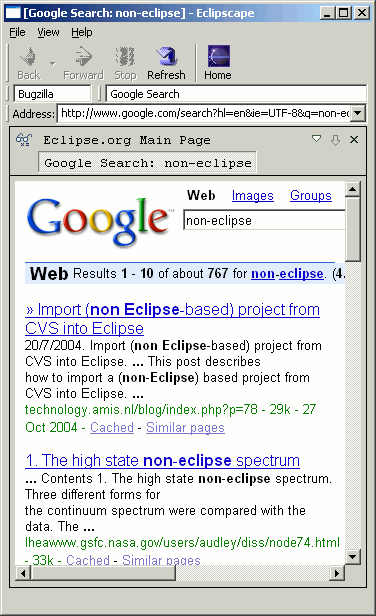 [Google Search: non-eclipse] - Eclipscape
File View Help
Back Forward Stop Refresh Home
Bugzilla Google Search
Address: http://www.google.com/search?hl=en&ie=UTF-8&q=non-ec
Eclipse.org Main Page
Google Search: non-eclipse
Web Images Groups
Google™
non-eclipse
Web Results 1 - 10 of about 767 for non-eclipse. (4.
» Import (non Eclipse-based) project from
CVS into Eclipse
20/7/2004. Import (non Eclipse-based) project from
CVS into Eclipse. ... This post describes
how to import a (non-Eclipse) based project from
CVS into Eclipse. ...
technology.amis.nl/blog/index.php?p=78 - 29k - 27
Oct 2004 - Cached - Similar pages
1. The high state non-eclipse spectrum
... Contents 1. The high state non-eclipse spectrum.
Three different forms for
the continuum spectrum were compared with the
data. The ...
lheawww.gsfc.nasa.gov/users/audley/diss/node74.html
- 33k - Cached - Similar pages